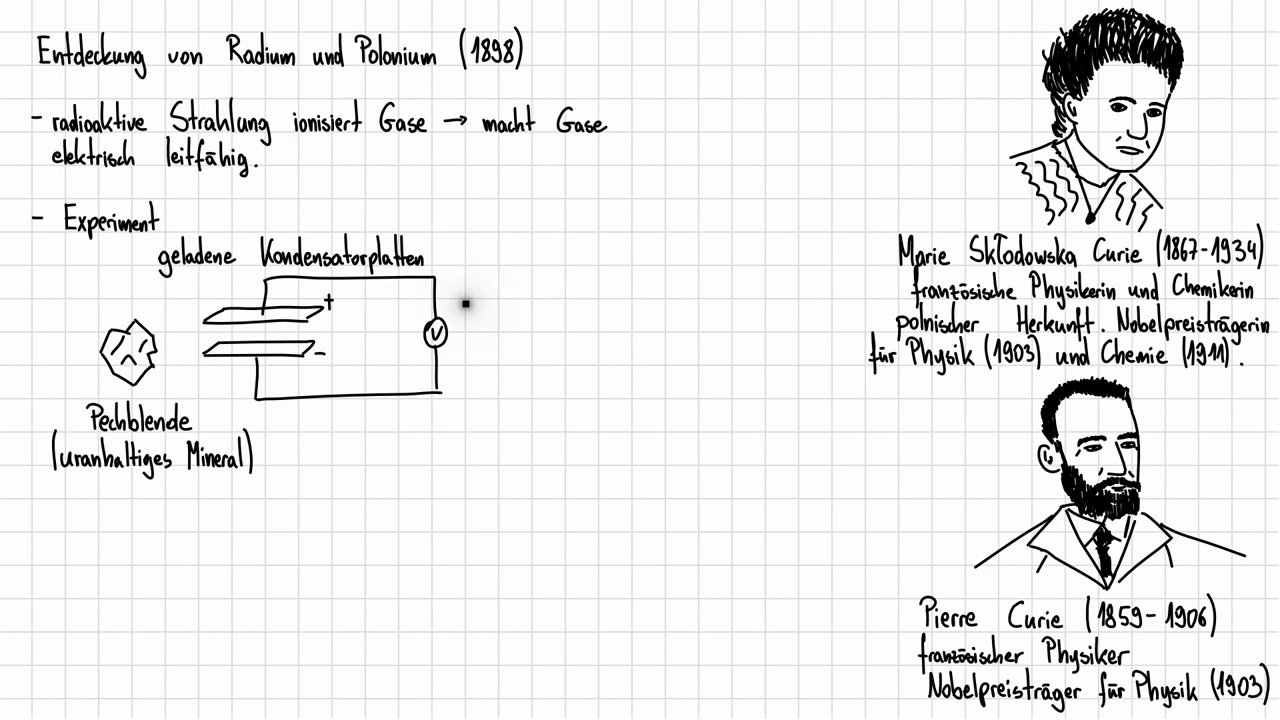 Entdeckung von Radium und Polonium (1898)
- radioaktive Strahlung ionisiert Gase → macht Gase
elektrisch leitfähig.
- Experiment
geladene Kondensatorplatten
+
-
V
Pechblende
(uranhaltiges Mineral)
Marie Skłodowska Curie (1867-1934)
französische Physikerin und Chemikerin
polnischer Herkunft. Nobelpreisträgerin
für Physik (1903) und Chemie (1911).
Pierre Curie (1859-1906)
französischer Physiker
Nobelpreisträger für Physik (1903)